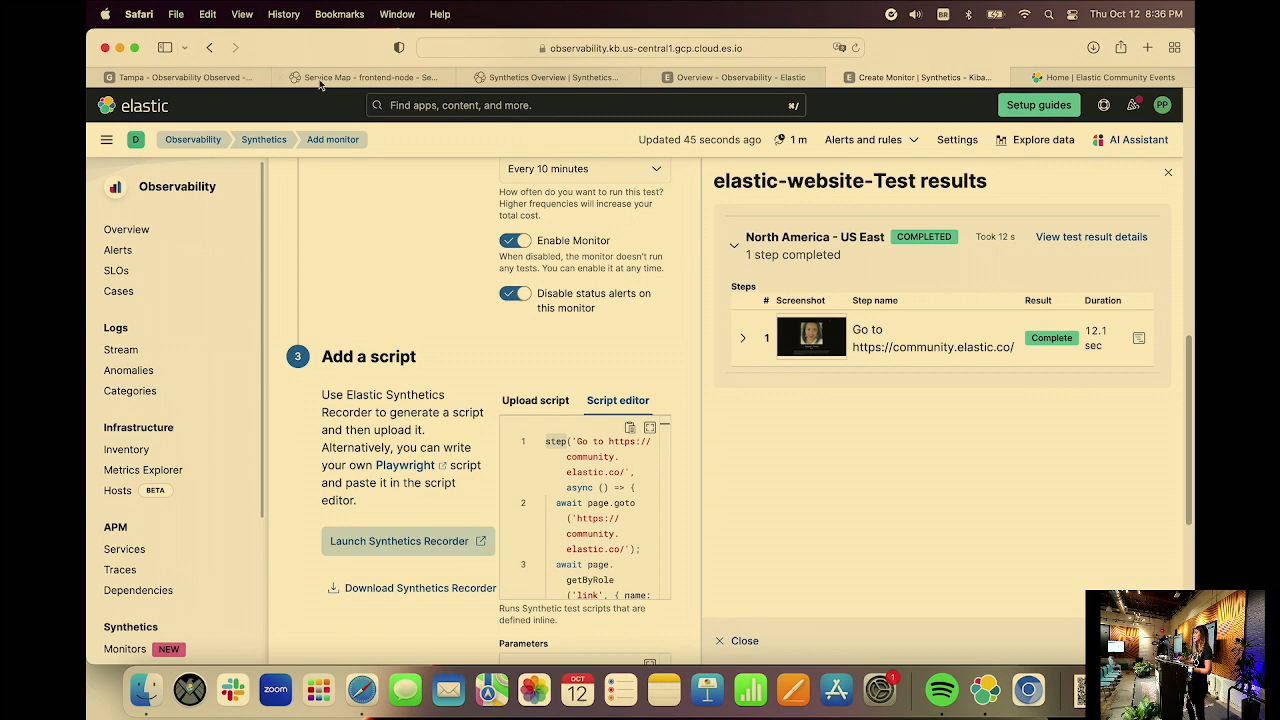 Safari File Edit View History Bookmarks Window Help BR Thu Oct 12 8:36 PM
observability.kb.us-central1.gcp.cloud.es.io
G Tampa - Observability Observed -... Service Map - frontend-node - Se... Synthetics Overview | Synthetics... E Overview - Observability - Elastic E Create Monitor | Synthetics - Kiba... Home | Elastic Community Events
elastic Find apps, content, and more. ⌘/ Setup guides PP
D Observability Synthetics Add monitor Updated 45 seconds ago 1 m Alerts and rules Settings Explore data AI Assistant
Observability
Overview
Alerts
SLOs
Cases
Logs
Stream
Anomalies
Categories
Infrastructure
Inventory
Metrics Explorer
Hosts BETA
APM
Services
Traces
Dependencies
Synthetics
Monitors NEW
Every 10 minutes
How often do you want to run this test?
Higher frequencies will increase your
total cost.
Enable Monitor
When disabled, the monitor doesn't run
any tests. You can enable it at any time.
Disable status alerts on
this monitor
3 Add a script
Use Elastic Synthetics
Recorder to generate a script
and then upload it.
Alternatively, you can write
your own Playwright script
and paste it in the script
editor.
Launch Synthetics Recorder
Download Synthetics Recorder
Upload script Script editor
1 step('Go to https://
community.
elastic.co/',
async () => {
2 await page.goto
('https://
community.
elastic.co/');
3 await page.
getByRole
('link', { name:
Runs Synthetic test scripts that are
defined inline.
Parameters
elastic-website-Test results
North America - US East COMPLETED Took 12 s View test result details
1 step completed
Steps
# Screenshot Step name Result Duration
1 Go to
https://community.elastic.co/ Complete 12.1
sec
Close
zoom
OCT
12
1